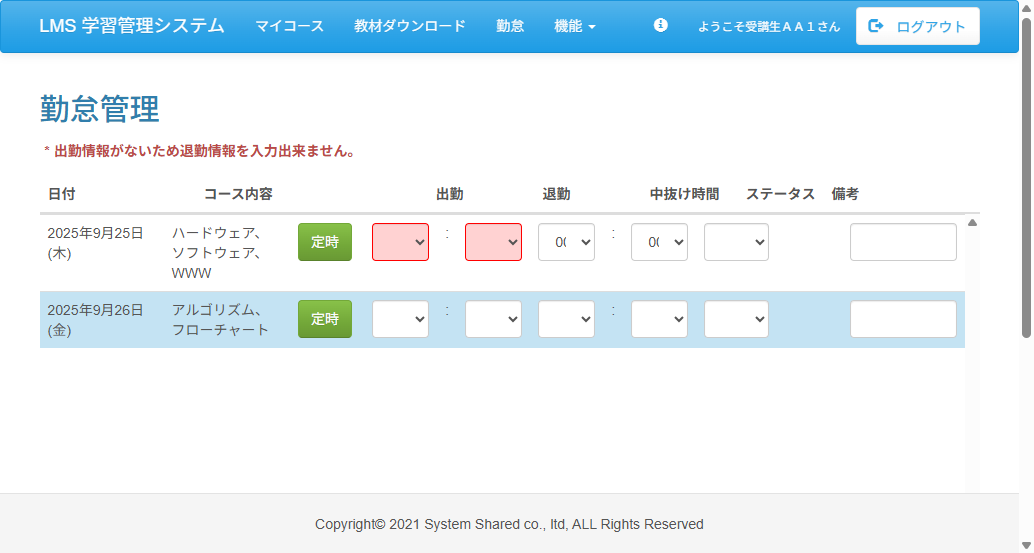 LMS 学習管理システム マイコース 教材ダウンロード 勤怠 機能 ようこそ受講生ＡＡ１さん ログアウト
勤怠管理
* 出勤情報がないため退勤情報を入力出来ません。
日付 コース内容 出勤 退勤 中抜け時間 ステータス 備考
2025年9月25日
(木)
ハードウェア、
ソフトウェア、
WWW
定時
:
00
:
00
2025年9月26日
(金)
アルゴリズム、
フローチャート
定時
:
:
Copyright© 2021 System Shared co., ltd, ALL Rights Reserved